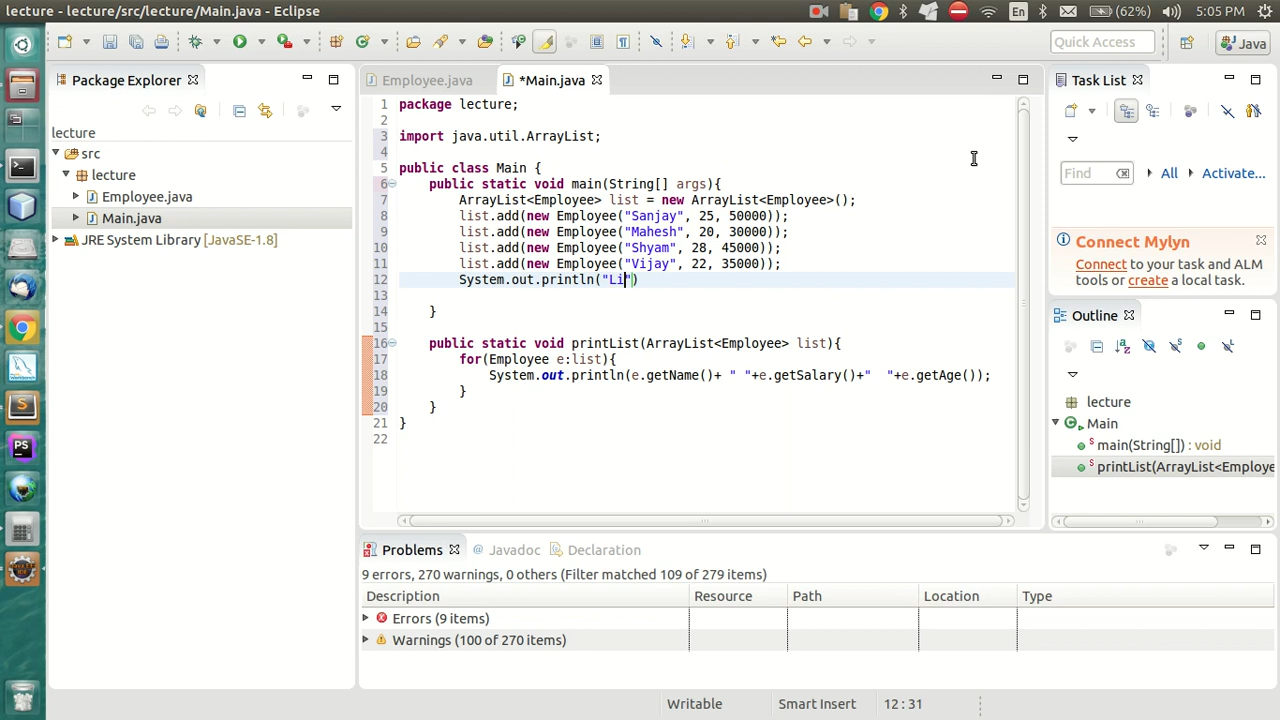 lecture - lecture/src/lecture/Main.java - Eclipse
En
(62%)
5:05 PM
Quick Access
Java
Package Explorer
Employee.java
*Main.java
Task List
lecture
src
lecture
Employee.java
Main.java
JRE System Library [JavaSE-1.8]
1 package lecture;
2
3 import java.util.ArrayList;
4
5 public class Main {
6 public static void main(String[] args){
7 ArrayList<Employee> list = new ArrayList<Employee>();
8 list.add(new Employee("Sanjay", 25, 50000));
9 list.add(new Employee("Mahesh", 20, 30000));
10 list.add(new Employee("Shyam", 28, 45000));
11 list.add(new Employee("Vijay", 22, 35000));
12 System.out.println("Li")
13
14 }
15
16 public static void printList(ArrayList<Employee> list){
17 for(Employee e:list){
18 System.out.println(e.getName()+ " "+e.getSalary()+"  "+e.getAge());
19 }
20 }
21 }
22
Find
All
Activate...
Connect Mylyn
Connect to your task and ALM
tools or create a local task.
Outline
lecture
Main
main(String[]) : void
printList(ArrayList<Employe
Problems
@ Javadoc
Declaration
9 errors, 270 warnings, 0 others (Filter matched 109 of 279 items)
Description
Resource
Path
Location
Type
Errors (9 items)
Warnings (100 of 270 items)
Writable
Smart Insert
12 : 31